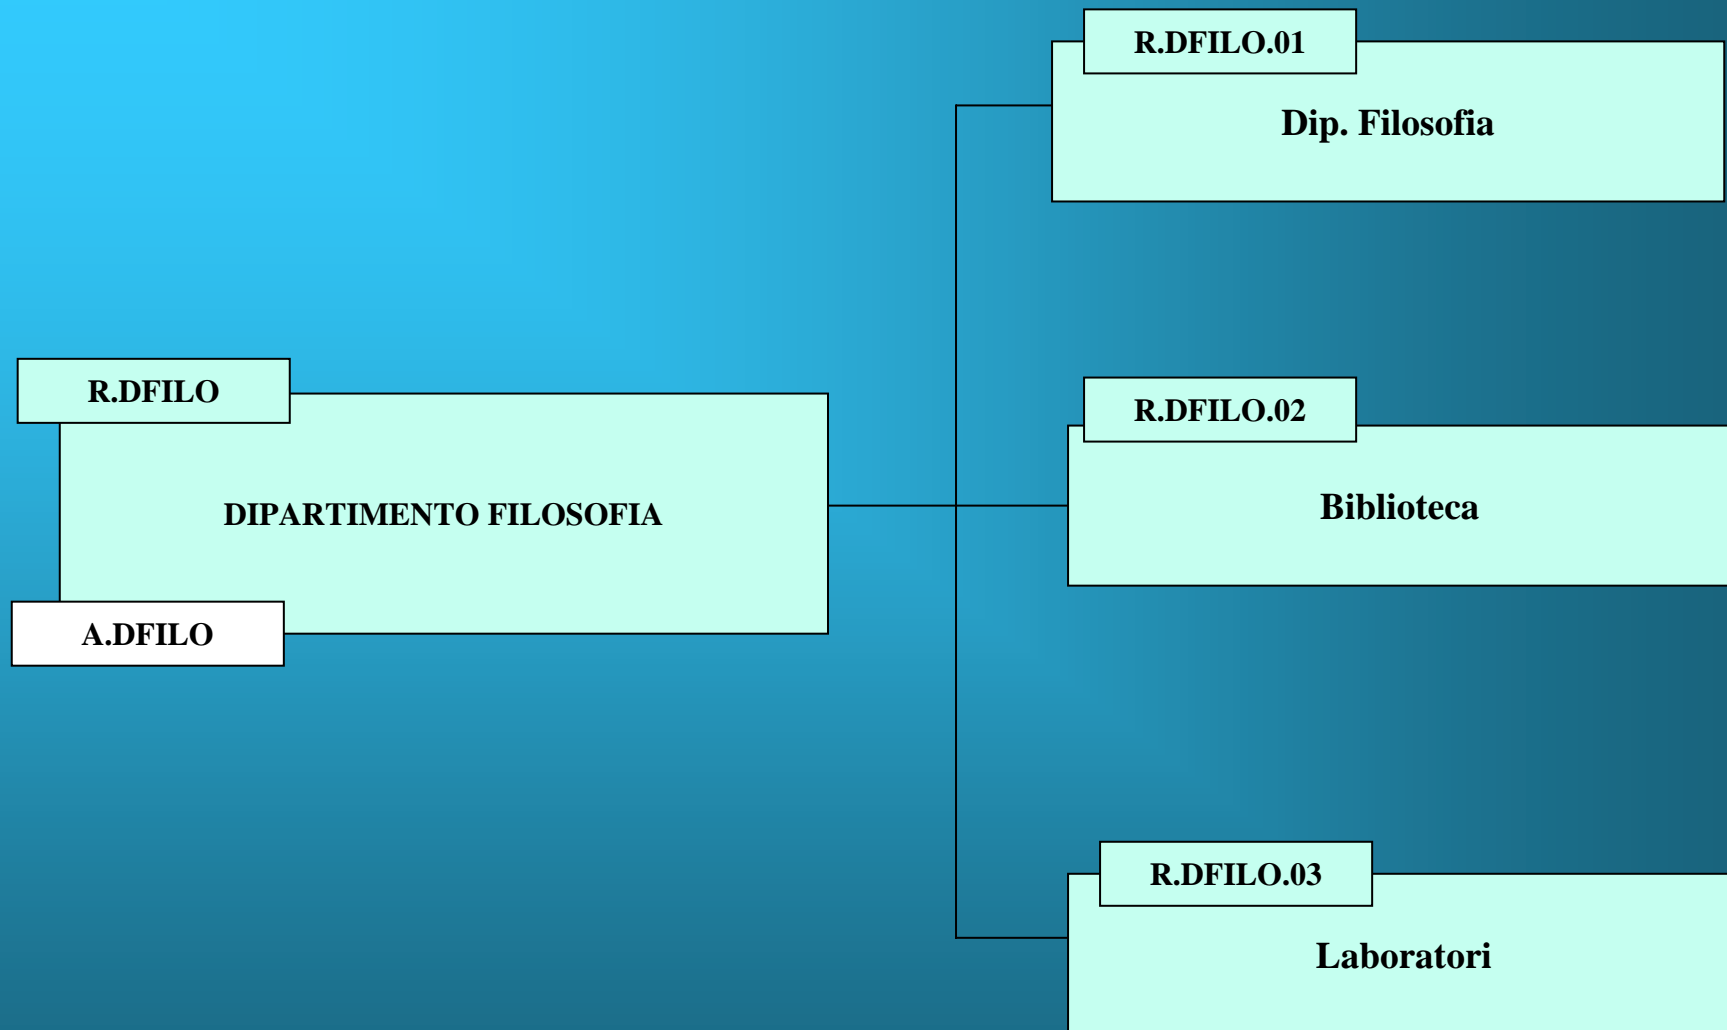 R.DFILO.01
Dip. Filosofia
R.DFILO
DIPARTIMENTO FILOSOFIA
A.DFILO
R.DFILO.02
Biblioteca
R.DFILO.03
Laboratori